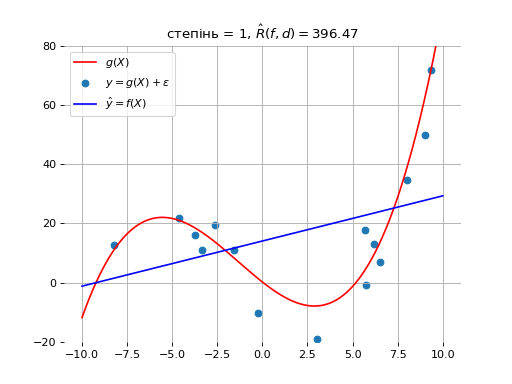 степінь = 1, R̂(f, d) = 396.47
g(X)
y = g(X) + ε
ŷ = f(X)
80
60
40
20
0
−20
−10.0 −7.5 −5.0 −2.5 0.0 2.5 5.0 7.5 10.0